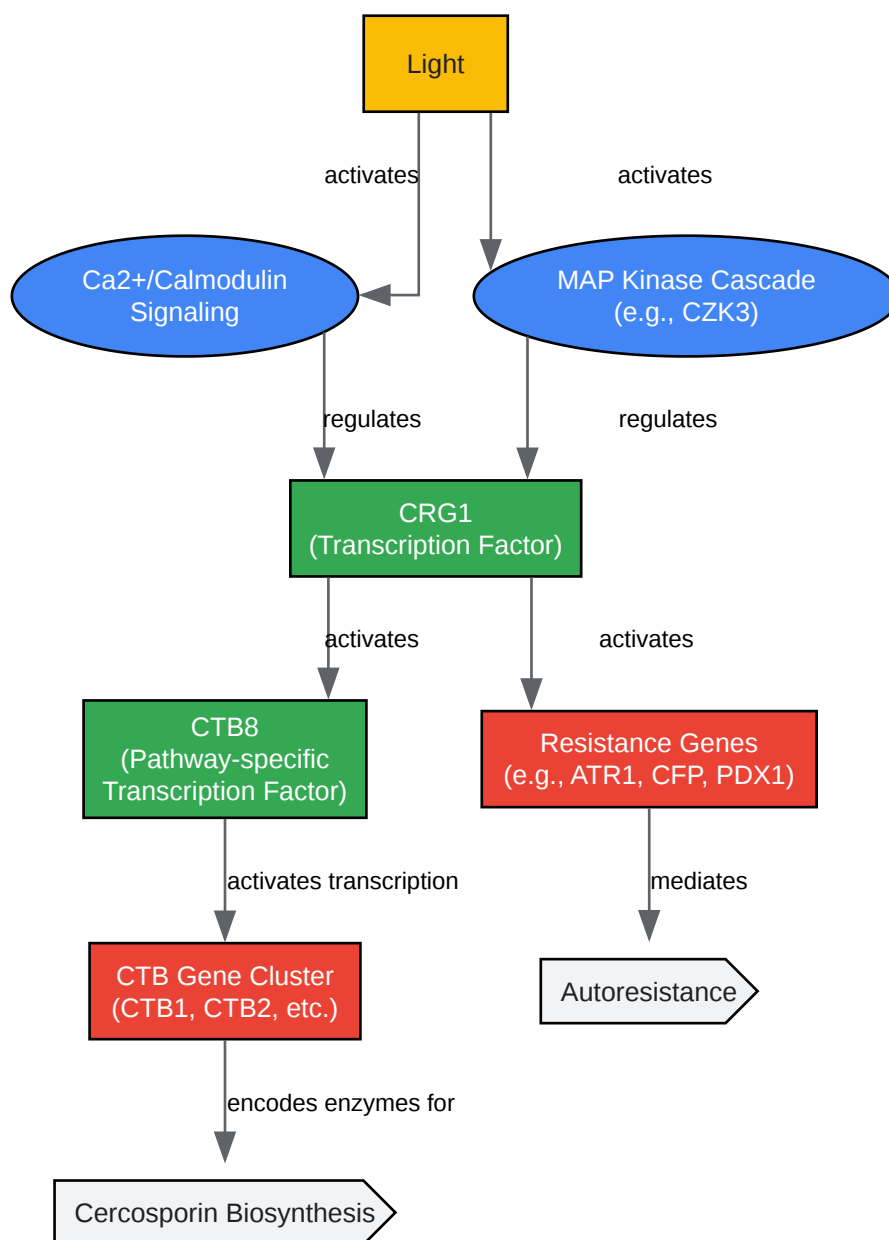 Light
activates
activates
Ca2+/Calmodulin
Signaling
MAP Kinase Cascade
(e.g., CZK3)
regulates
regulates
CRG1
(Transcription Factor)
activates
activates
CTB8
(Pathway-specific
Transcription Factor)
Resistance Genes
(e.g., ATR1, CFP, PDX1)
activates transcription
mediates
CTB Gene Cluster
(CTB1, CTB2, etc.)
Autoresistance
encodes enzymes for
Cercosporin Biosynthesis